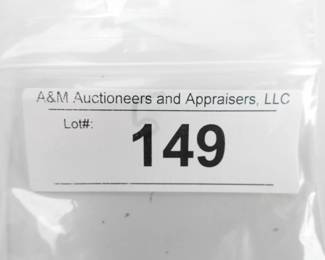 A&M Auctioneers and Appraisers, LLC
Lot#: 149